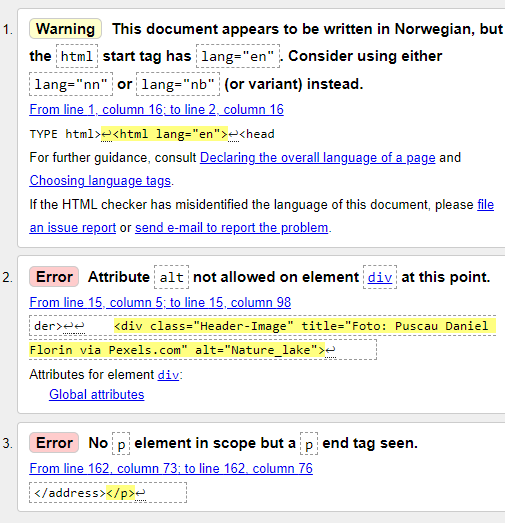 1. Warning This document appears to be written in Norwegian, but
the html start tag has lang="en". Consider using either
lang="nn" or lang="nb" (or variant) instead.
From line 1, column 16; to line 2, column 16
TYPE html>↩<html lang="en">↩<head
For further guidance, consult Declaring the overall language of a page and
Choosing language tags.
If the HTML checker has misidentified the language of this document, please file
an issue report or send e-mail to report the problem.
2. Error Attribute alt not allowed on element div at this point.
From line 15, column 5; to line 15, column 98
der>↩↩    <div class="Header-Image" title="Foto: Puscau Daniel
Florin via Pexels.com" alt="Nature_lake">↩
Attributes for element div:
Global attributes
3. Error No p element in scope but a p end tag seen.
From line 162, column 73; to line 162, column 76
</address></p>↩